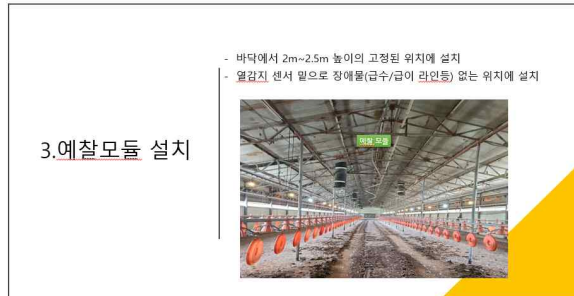 - 바닥에서 2m~2.5m 높이의 고정된 위치에 설치
- 열감지 센서 밑으로 장애물(급수/급이 라인등) 없는 위치에 설치
3.예찰모듈 설치
예찰 모듈